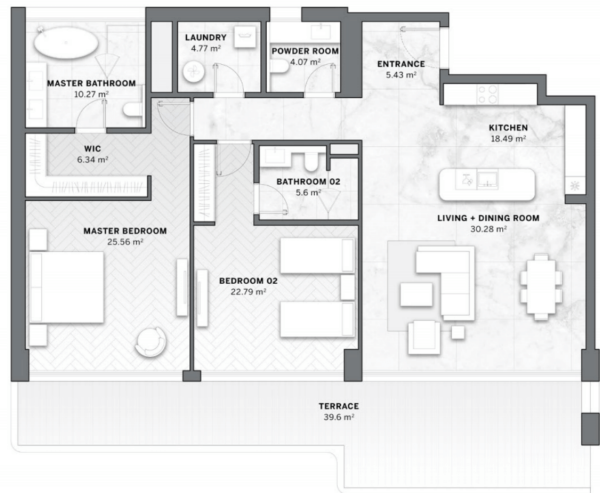 LAUNDRY
4.77 m²
POWDER ROOM
4.07 m²
ENTRANCE
5.43 m²
MASTER BATHROOM
10.27 m²
KITCHEN
18.49 m²
WIC
6.34 m²
BATHROOM 02
5.6 m²
MASTER BEDROOM
25.56 m²
LIVING + DINING ROOM
30.28 m²
BEDROOM 02
22.79 m²
TERRACE
39.6 m²